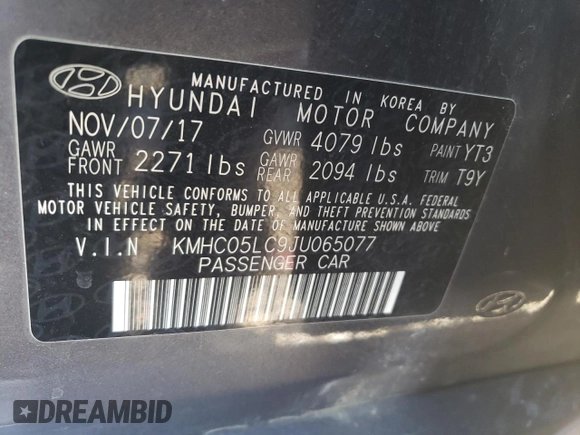 MANUFACTURED IN KOREA BY
HYUNDAI MOTOR COMPANY
NOV/07/17 GVWR 4079 lbs PAINT YT3
GAWR FRONT 2271 lbs GAWR REAR 2094 lbs TRIM T9Y
THIS VEHICLE CONFORMS TO ALL APPLICABLE U.S.A. FEDERAL
MOTOR VEHICLE SAFETY, BUMPER, AND THEFT PREVENTION STANDARDS
IN EFFECT ON THE DATE OF MANUFACTURE SHOWN ABOVE.
V.I.N KMHC05LC9JU065077
PASSENGER CAR
DREAMBID